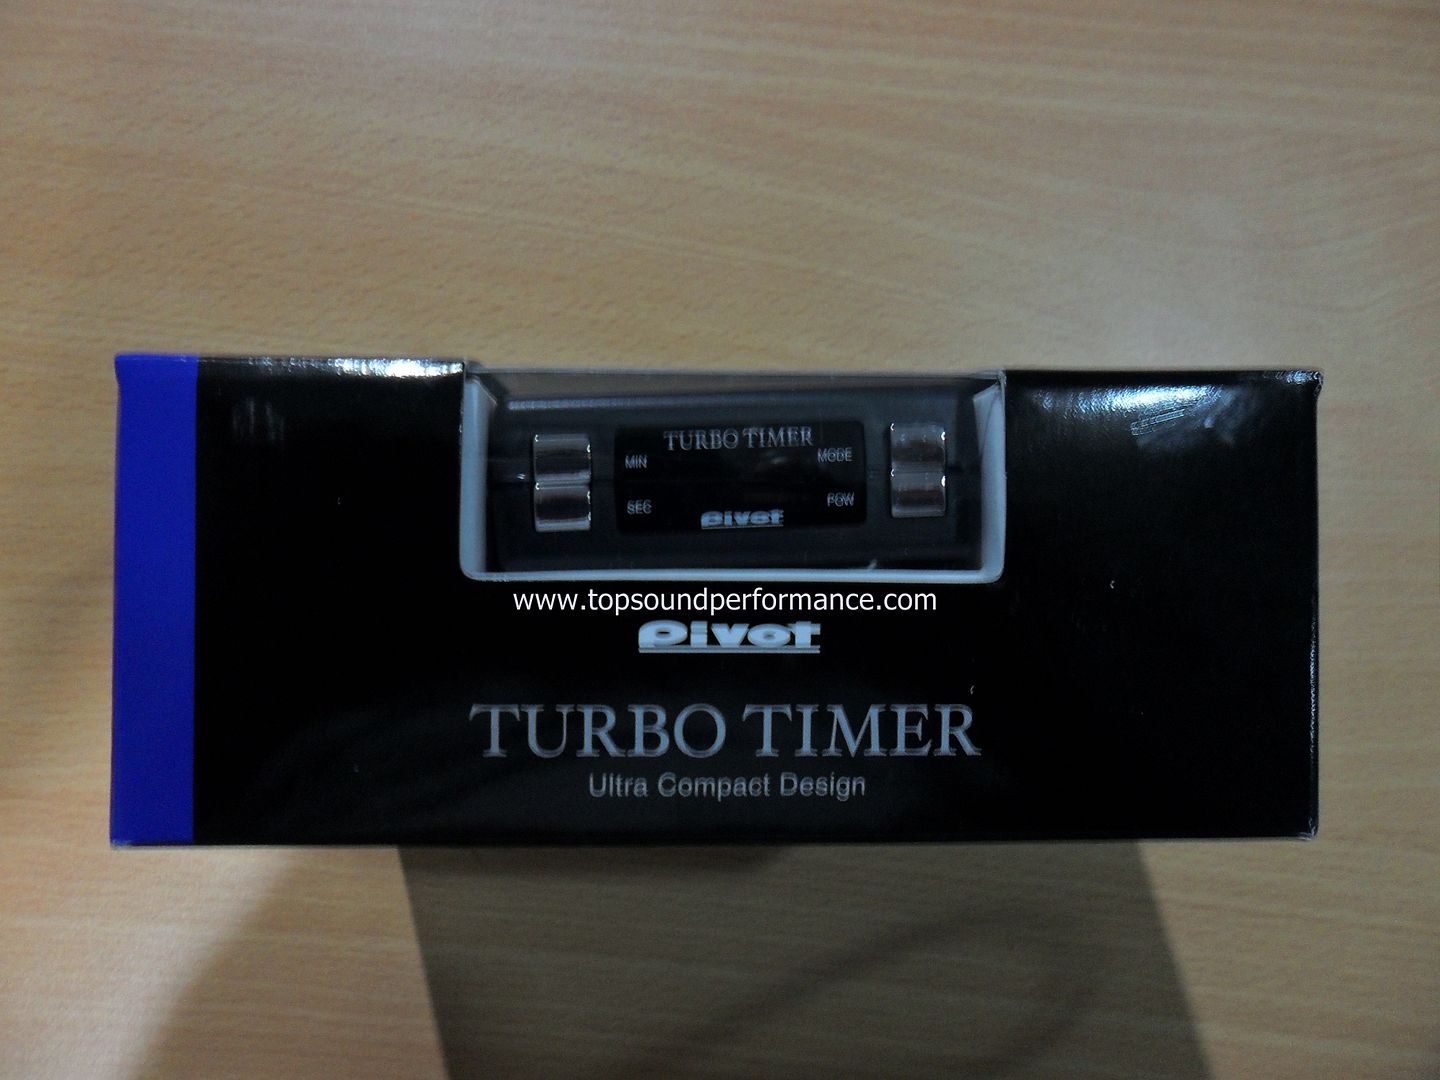 TURBO TIMER
MIN
MODE
SEC
POW
pivot
www.topsoundperformance.com
pivot
TURBO TIMER
Ultra Compact Design